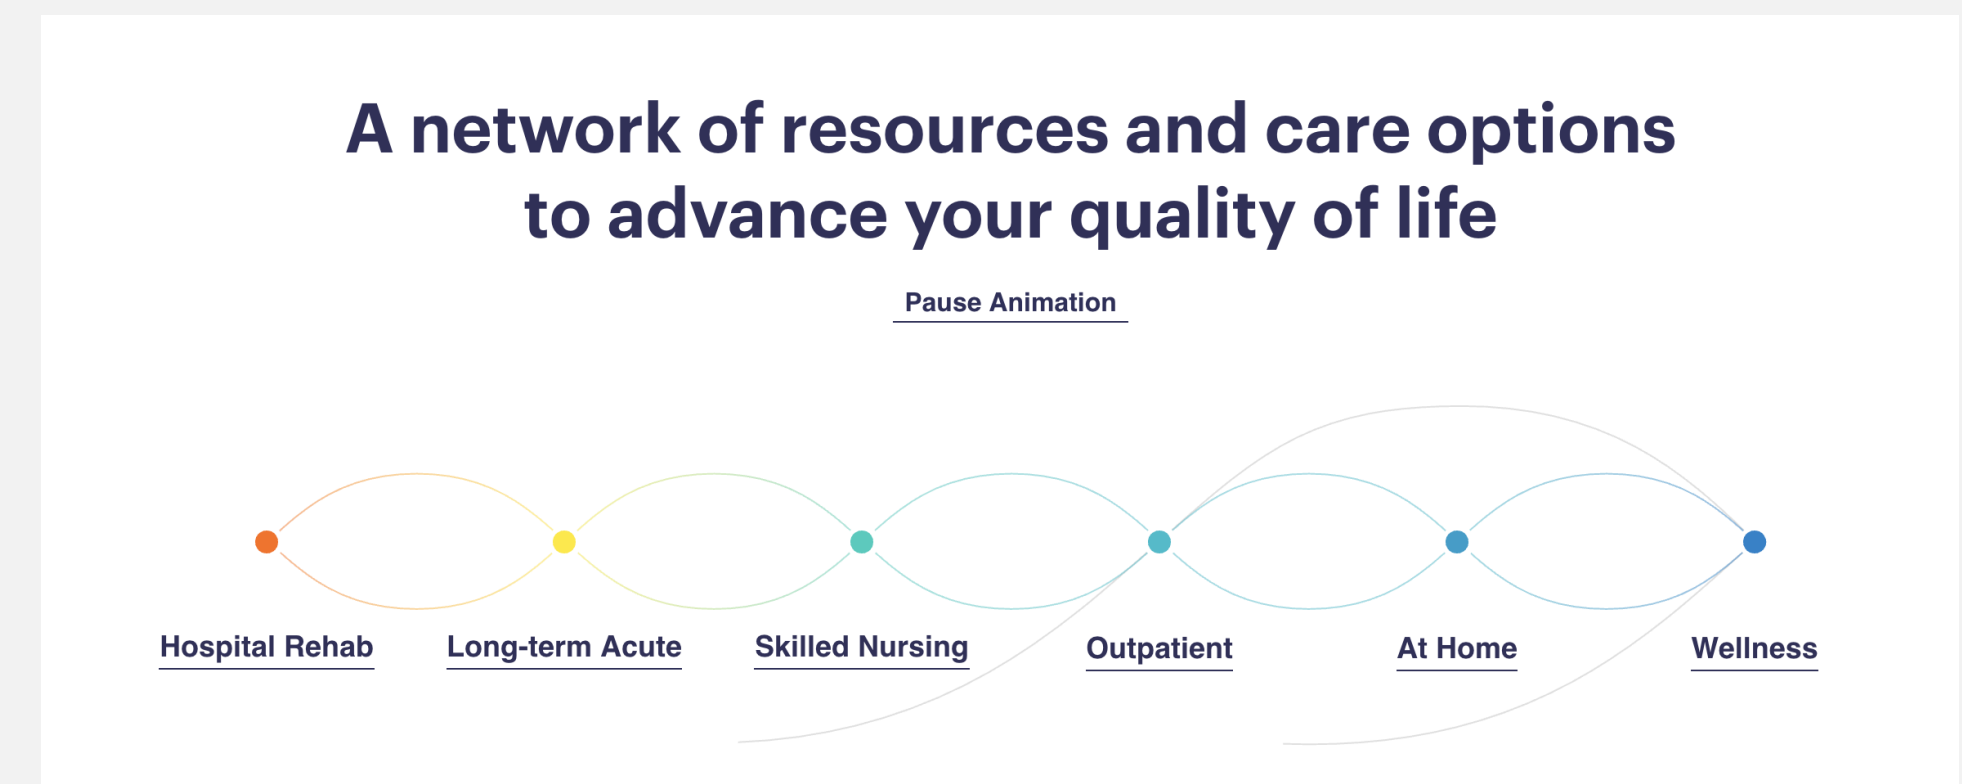 A network of resources and care options
to advance your quality of life
Pause Animation
Hospital Rehab
Long-term Acute
Skilled Nursing
Outpatient
At Home
Wellness